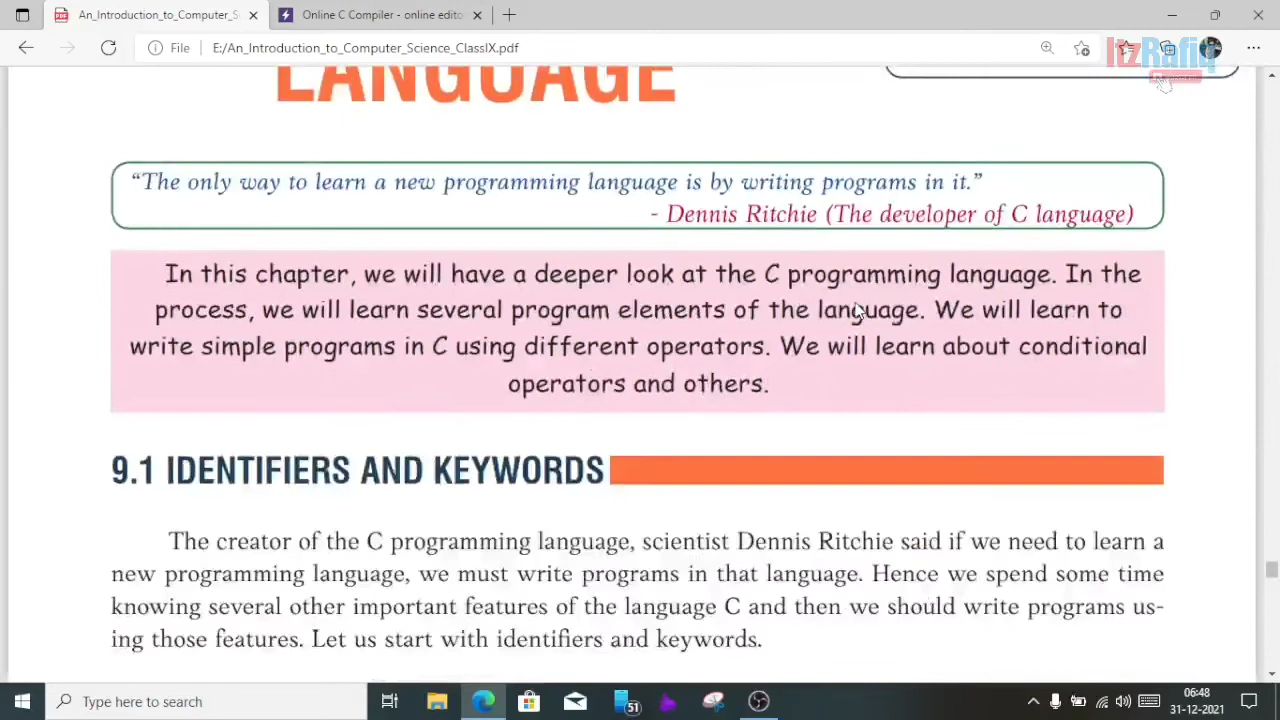 An_Introduction_to_Computer_S
Online C Compiler - online edito
File
E:/An_Introduction_to_Computer_Science_ClassIX.pdf
IizRafiq
LANGUAGE
“The only way to learn a new programming language is by writing programs in it.”
- Dennis Ritchie (The developer of C language)
In this chapter, we will have a deeper look at the C programming language. In the
process, we will learn several program elements of the language. We will learn to
write simple programs in C using different operators. We will learn about conditional
operators and others.
9.1 IDENTIFIERS AND KEYWORDS
The creator of the C programming language, scientist Dennis Ritchie said if we need to learn a
new programming language, we must write programs in that language. Hence we spend some time
knowing several other important features of the language C and then we should write programs us-
ing those features. Let us start with identifiers and keywords.
Type here to search
51
06:48
31-12-2021